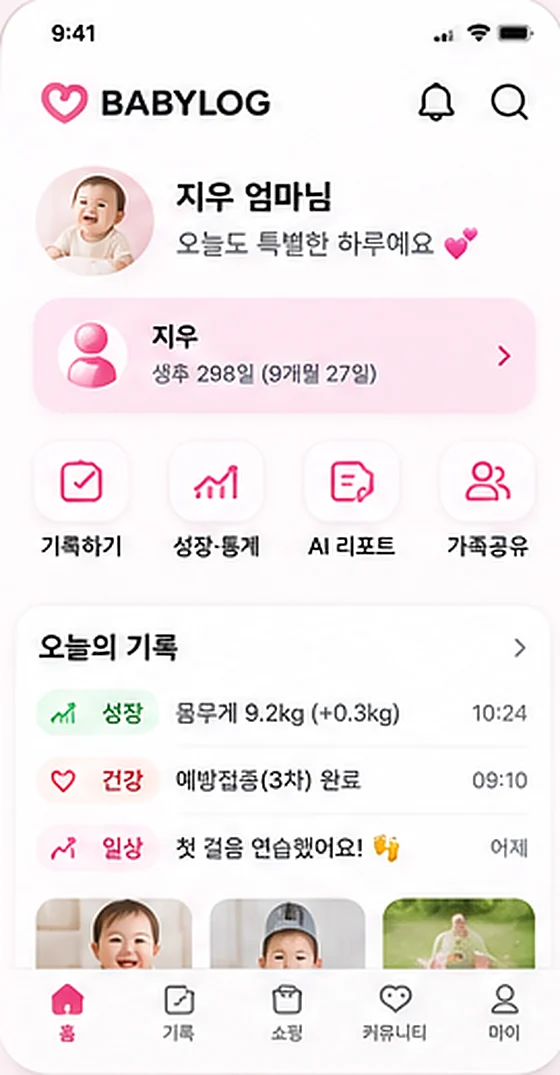 9:41
BABYLOG
지우 엄마님
오늘도 특별한 하루예요 💕
지우
생후 298일 (9개월 27일)
기록하기
성장·통계
AI 리포트
가족공유
오늘의 기록
성장 몸무게 9.2kg (+0.3kg) 10:24
건강 예방접종(3차) 완료 09:10
일상 첫 걸음 연습했어요! 👣 어제
홈
기록
쇼핑
커뮤니티
마이